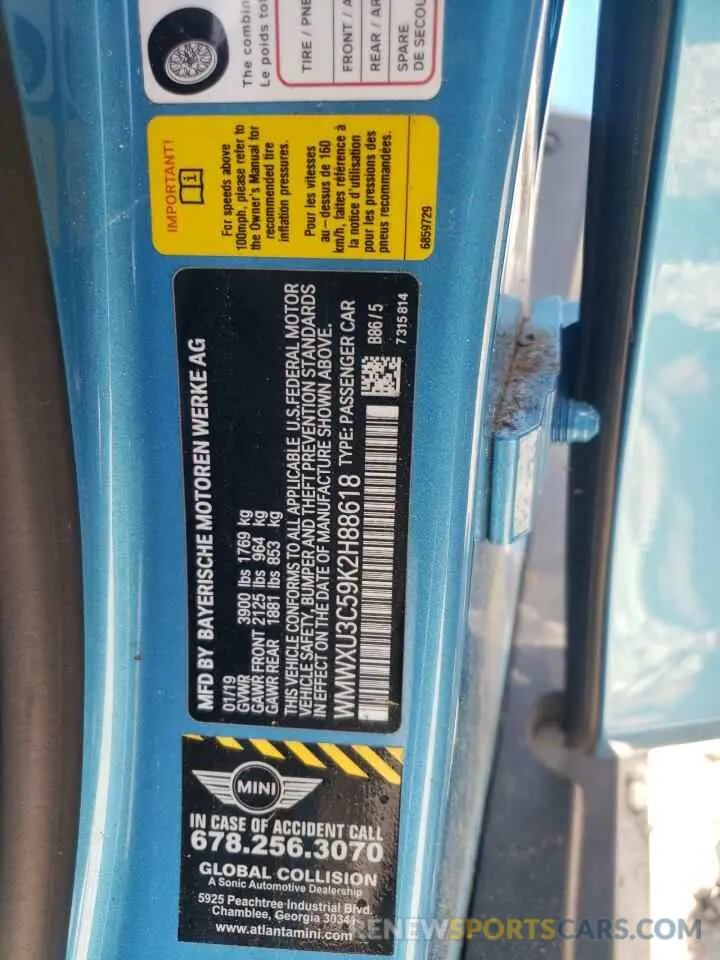 The combin
Le poids tot
TIRE / PNE
FRONT / A
REAR / AR
SPARE
DE SECOU
IMPORTANT!
For speeds above
100mph, please refer to
the Owner's Manual for
recommended tire
inflation pressures.
Pour les vitesses
au-dessus de 160
km/h, faites référence à
la notice d'utilisation
pour les pressions des
pneus recommandées.
6859729
MFD BY BAYERISCHE MOTOREN WERKE AG
01/19
GVWR 3900 lbs 1769 kg
GAWR FRONT 2125 lbs 964 kg
GAWR REAR 1881 lbs 853 kg
THIS VEHICLE CONFORMS TO ALL APPLICABLE U.S. FEDERAL MOTOR
VEHICLE SAFETY, BUMPER AND THEFT PREVENTION STANDARDS
IN EFFECT ON THE DATE OF MANUFACTURE SHOWN ABOVE.
WMWXU3C59K2H88618 TYPE: PASSENGER CAR
B86/5
7 315 814
MINI
IN CASE OF ACCIDENT CALL
678.256.3070
GLOBAL COLLISION
A Sonic Automotive Dealership
5925 Peachtree Industrial Blvd.
Chamblee, Georgia 30341
www.atlantamini.com
RENEWSPORTSCARS.COM